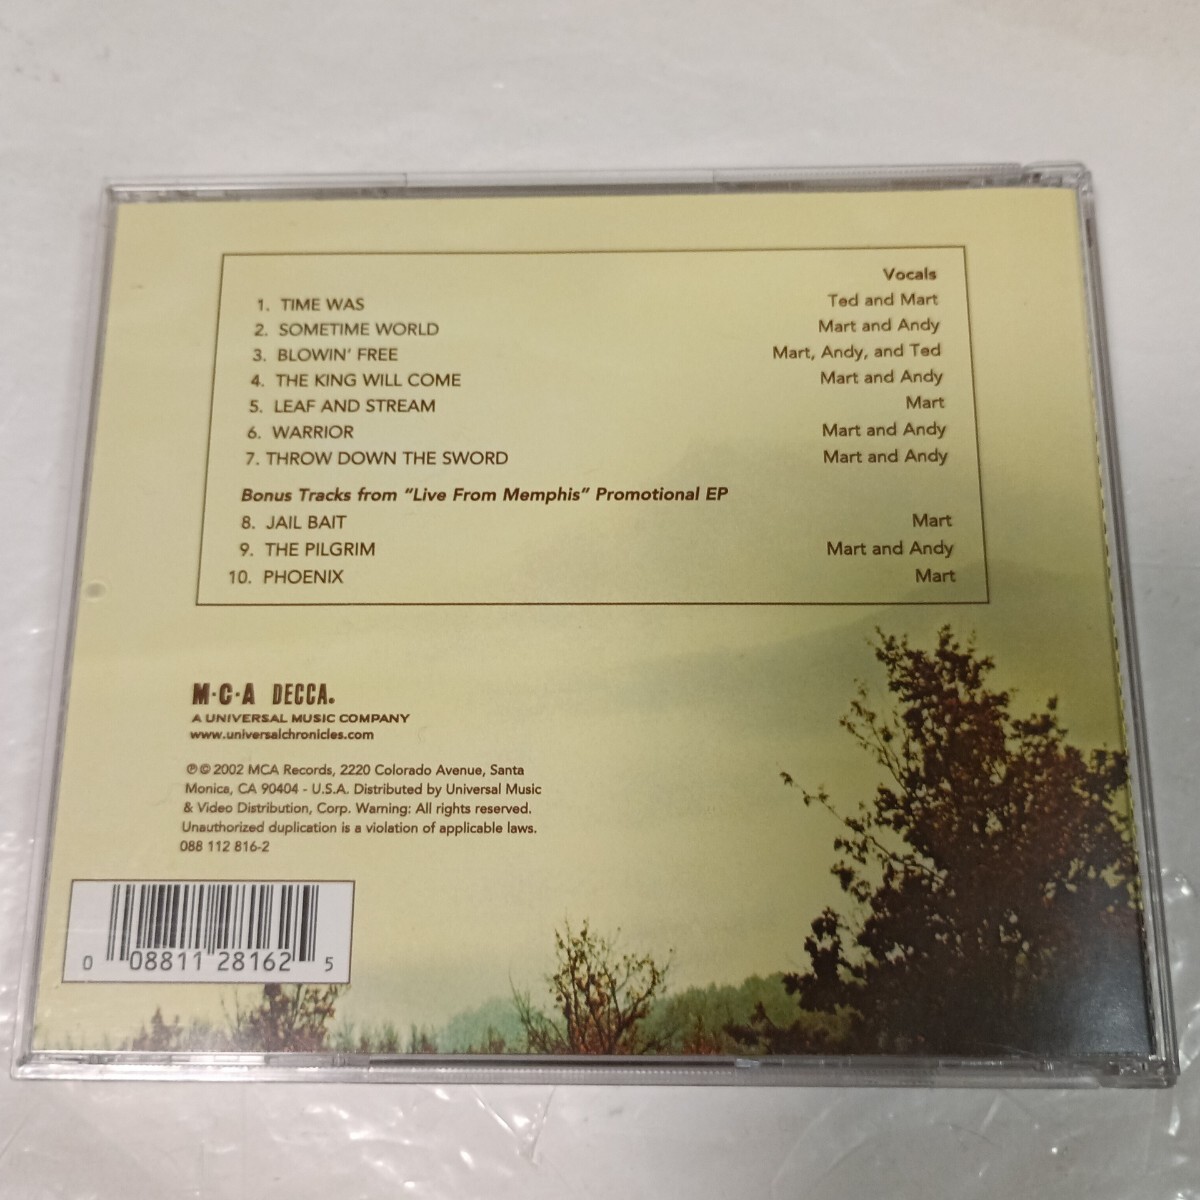 Vocals
1. TIME WAS Ted and Mart
2. SOMETIME WORLD Mart and Andy
3. BLOWIN' FREE Mart, Andy, and Ted
4. THE KING WILL COME Mart and Andy
5. LEAF AND STREAM Mart
6. WARRIOR Mart and Andy
7. THROW DOWN THE SWORD Mart and Andy
Bonus Tracks from "Live From Memphis" Promotional EP
8. JAIL BAIT Mart
9. THE PILGRIM Mart and Andy
10. PHOENIX Mart
M·C·A DECCA.
A UNIVERSAL MUSIC COMPANY
www.universalchronicles.com
℗© 2002 MCA Records, 2220 Colorado Avenue, Santa
Monica, CA 90404 - U.S.A. Distributed by Universal Music
& Video Distribution, Corp. Warning: All rights reserved.
Unauthorized duplication is a violation of applicable laws.
088 112 816-2
0 08811 28162 5